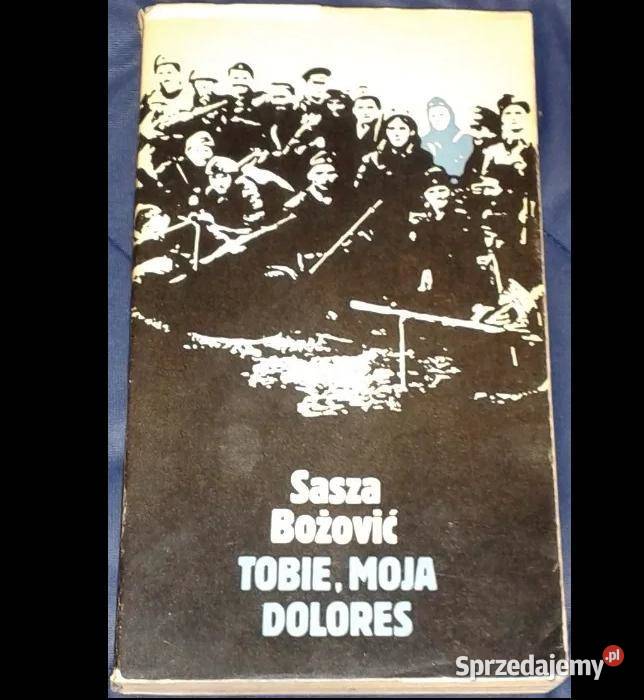 Sasza
Božović
TOBIE, MOJA
DOLORES
Sprzedajemy.pl